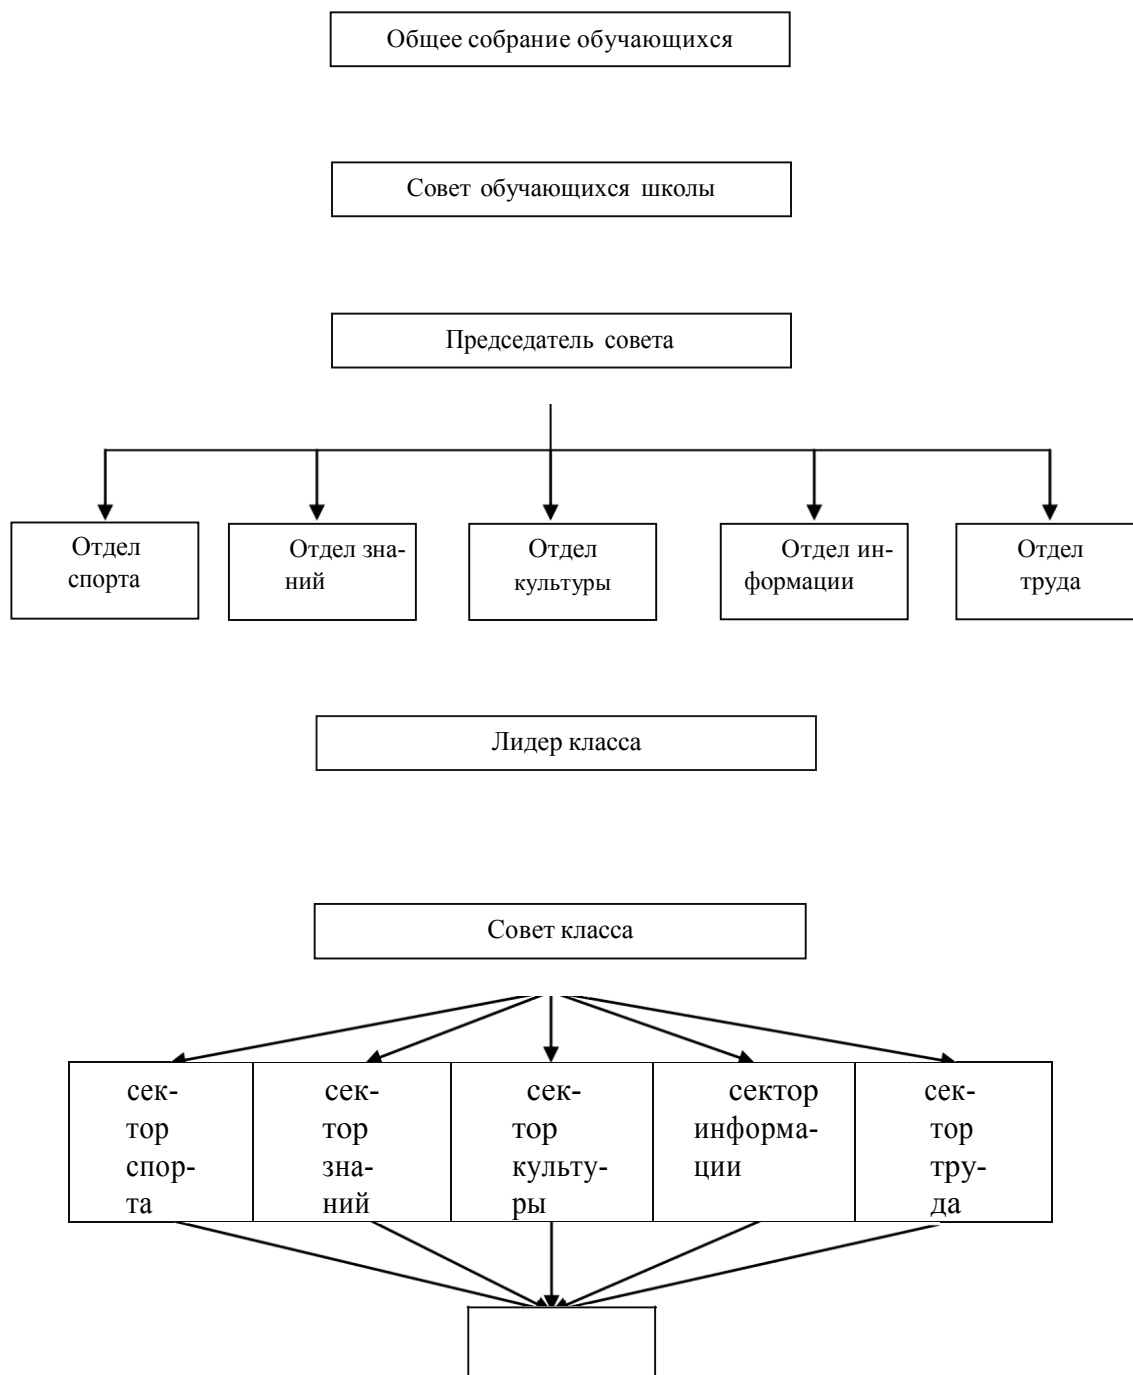 Общее собрание обучающихся
Совет обучающихся школы
Председатель совета
Отдел
спорта
Отдел зна-
ний
Отдел
культуры
Отдел ин-
формации
Отдел
труда
Лидер класса
Совет класса
сек-
тор
спор-
та
сек-
тор
зна-
ний
сек-
тор
культу-
ры
сектор
информа-
ции
сек-
тор
тру-
да